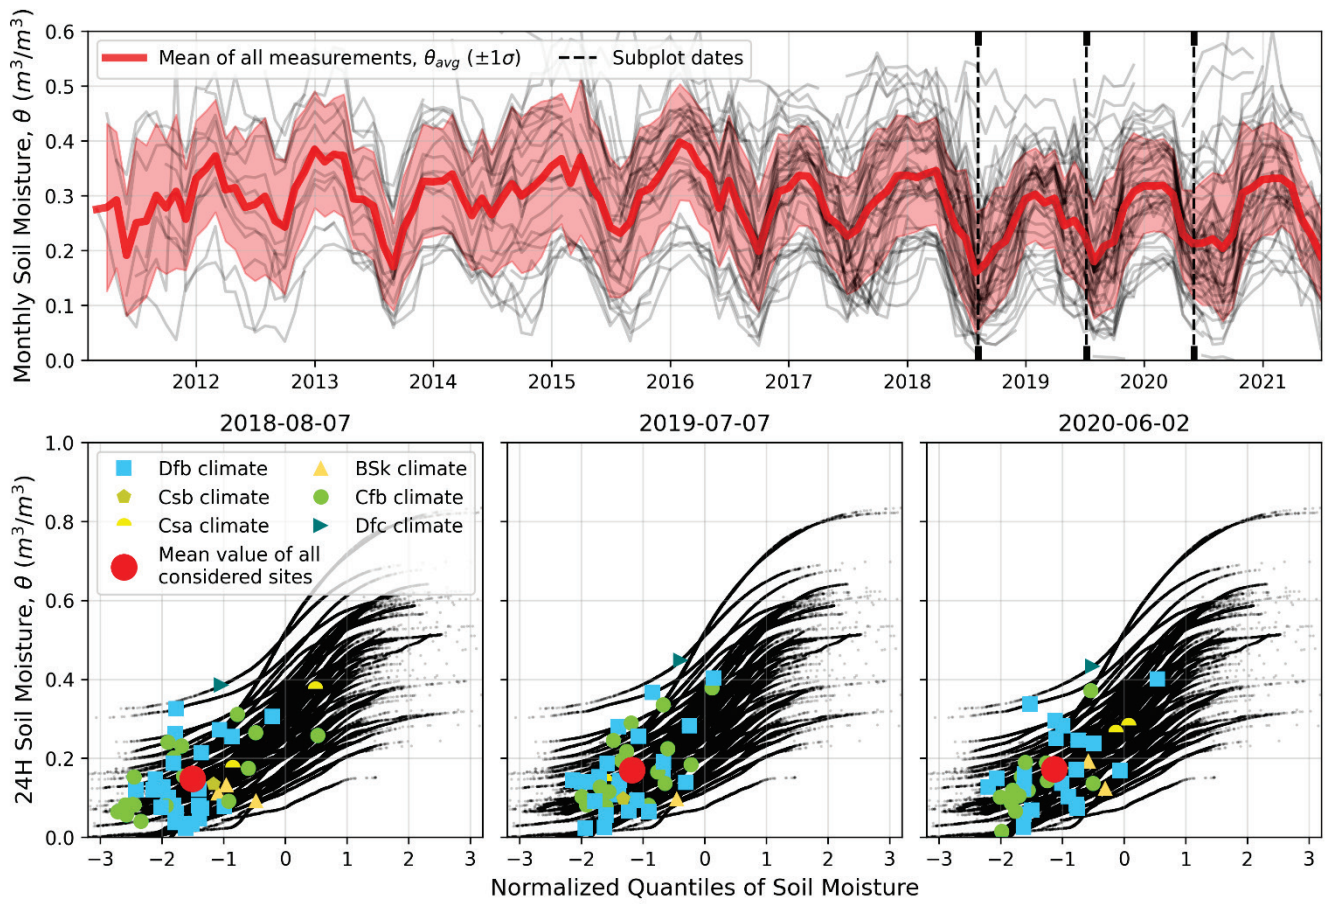 Monthly Soil Moisture, θ (m³/m³)
0.6
0.5
0.4
0.3
0.2
0.1
0.0
Mean of all measurements, θavg (±1σ)
Subplot dates
2012 2013 2014 2015 2016 2017 2018 2019 2020 2021
24H Soil Moisture, θ (m³/m³)
2018-08-07
2019-07-07
2020-06-02
1.0
0.8
0.6
0.4
0.2
0.0
Dfb climate
Csb climate
Csa climate
Mean value of all
considered sites
BSk climate
Cfb climate
Dfc climate
−3 −2 −1 0 1 2 3
−3 −2 −1 0 1 2 3
−3 −2 −1 0 1 2 3
Normalized Quantiles of Soil Moisture